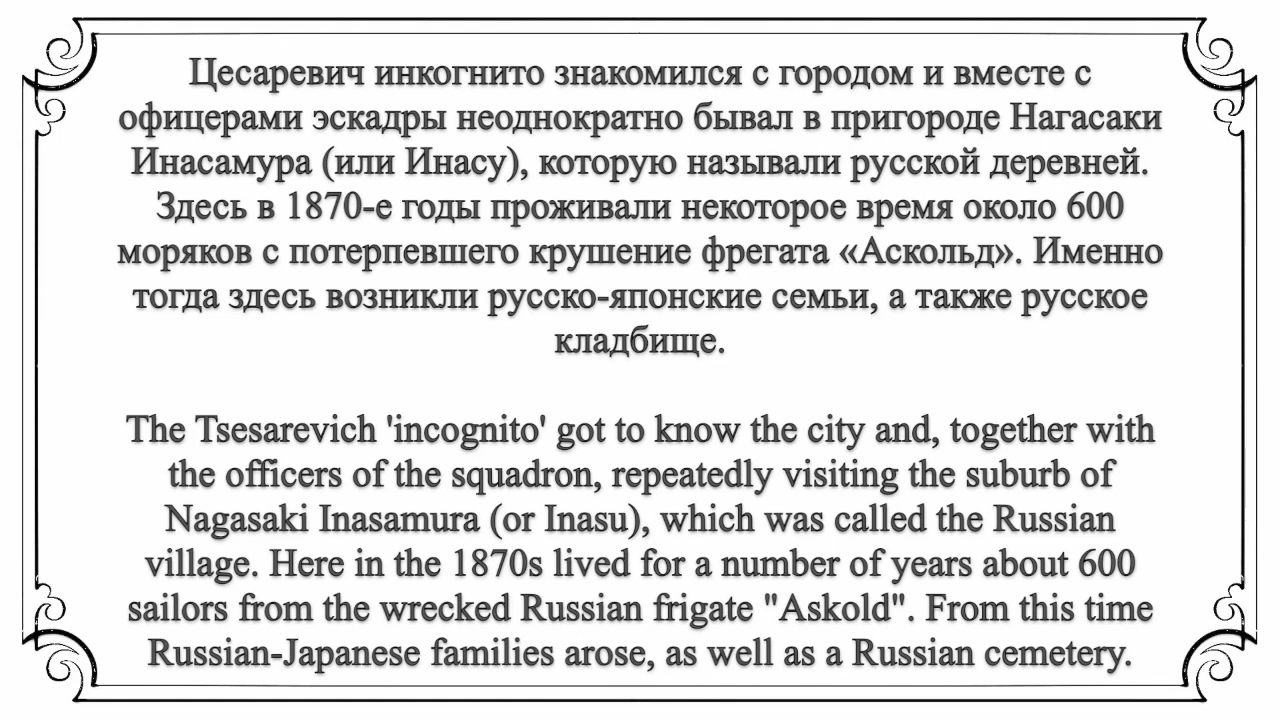 Цесаревич инкогнито знакомился с городом и вместе с
офицерами эскадры неоднократно бывал в пригороде Нагасаки
Инасамура (или Инасу), которую называли русской деревней.
Здесь в 1870-е годы проживали некоторое время около 600
моряков с потерпевшего крушение фрегата «Аскольд». Именно
тогда здесь возникли русско-японские семьи, а также русское
кладбище.
The Tsesarevich 'incognito' got to know the city and, together with
the officers of the squadron, repeatedly visiting the suburb of
Nagasaki Inasamura (or Inasu), which was called the Russian
village. Here in the 1870s lived for a number of years about 600
sailors from the wrecked Russian frigate "Askold". From this time
Russian-Japanese families arose, as well as a Russian cemetery.